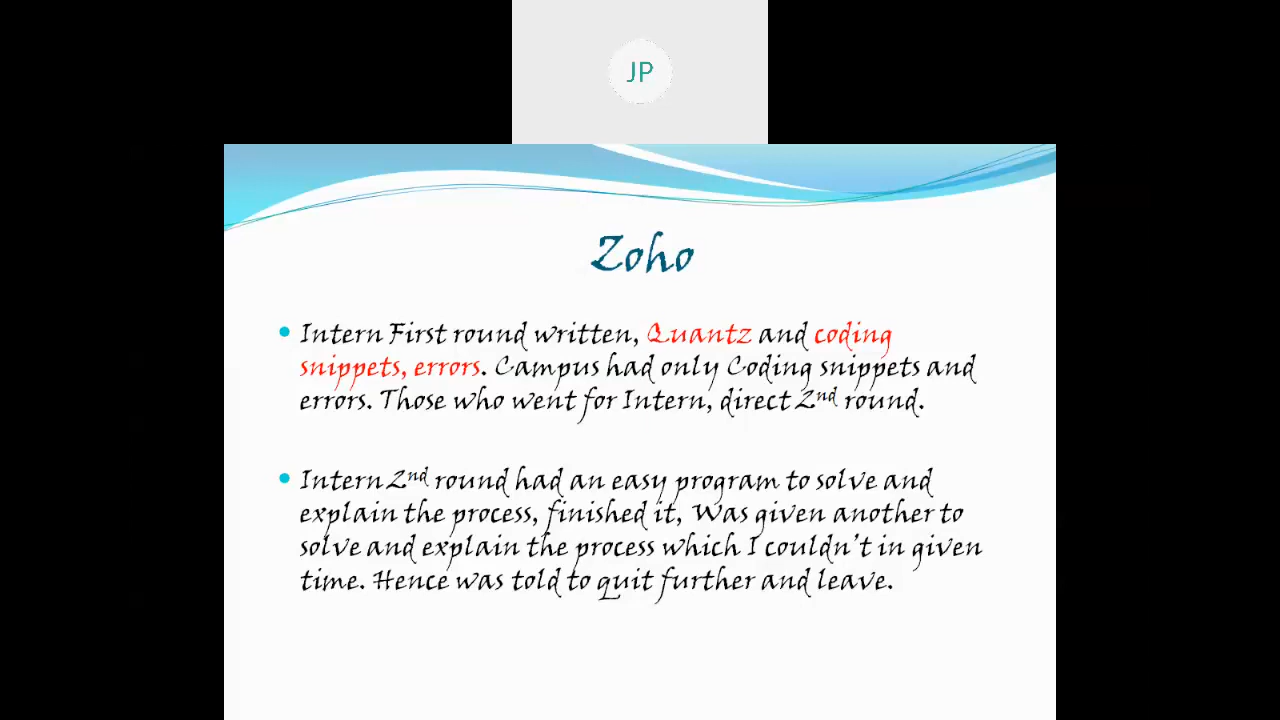 JP
Zoho
Intern First round written, Quantz and coding
snippets, errors. Campus had only Coding snippets and
errors. Those who went for Intern, direct 2nd round.
Intern 2nd round had an easy program to solve and
explain the process, finished it, Was given another to
solve and explain the process which I couldn't in given
time. Hence was told to quit further and leave.